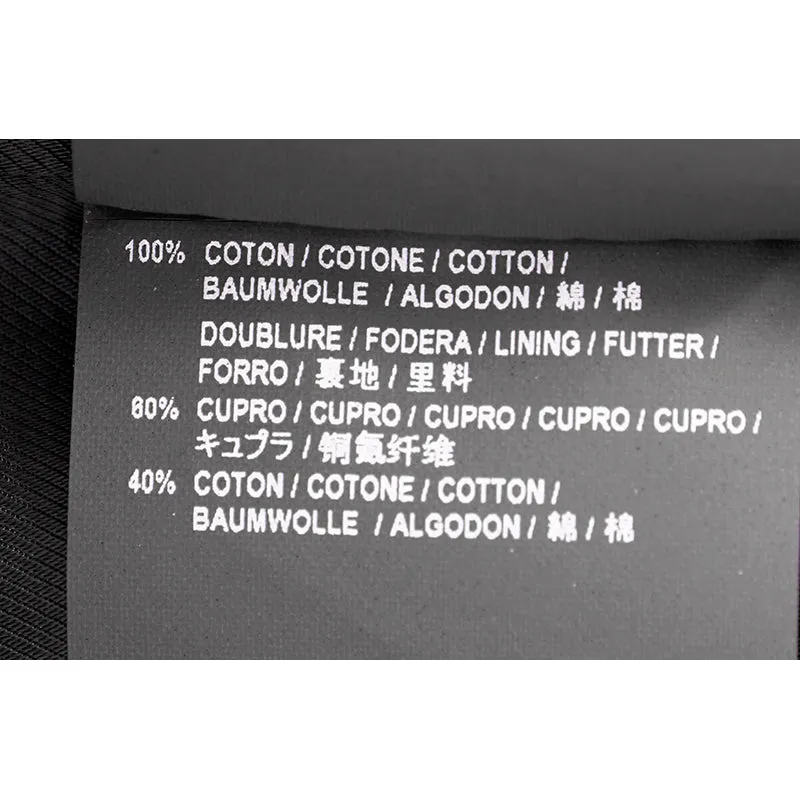 100% COTON / COTONE / COTTON /
BAUMWOLLE / ALGODON / 綿 / 棉
DOUBLURE / FODERA / LINING / FUTTER /
FORRO / 裏地 / 里料
60% CUPRO / CUPRO / CUPRO / CUPRO / CUPRO /
キュプラ / 铜氨纤维
40% COTON / COTONE / COTTON /
BAUMWOLLE / ALGODON / 綿 / 棉